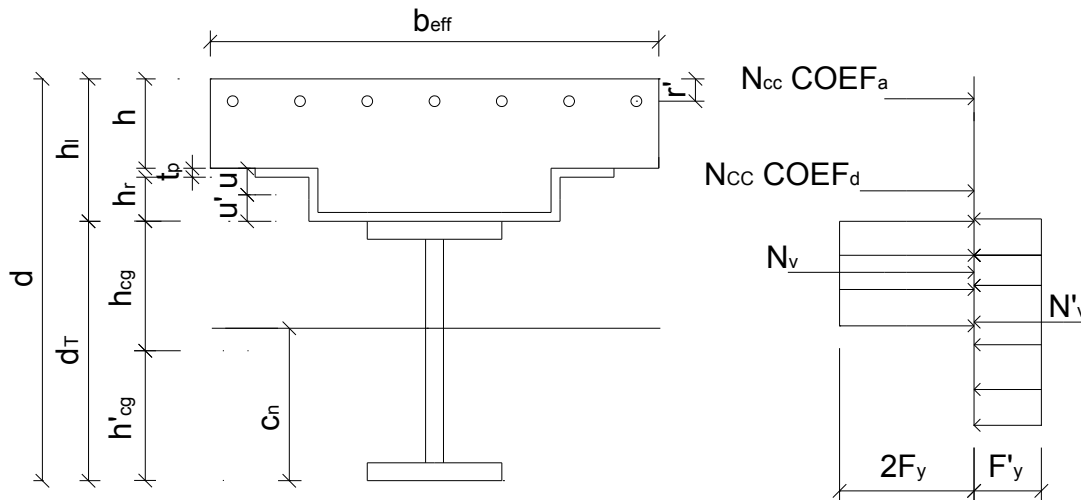 beff
Ncc COEFa
r'
h
hl
tp
u
hr
u'
NCC COEFd
d
hcg
dT
h'cg
cn
Nv
N'v
2Fy
F'y